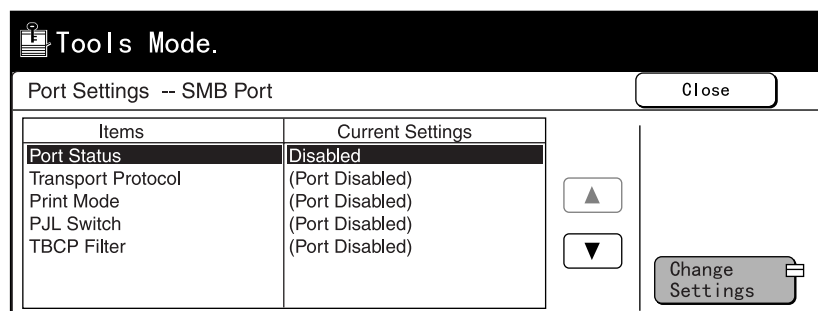 Tools Mode.
Port Settings -- SMB Port
Close
Items Current Settings
Port Status Disabled
Transport Protocol (Port Disabled)
Print Mode (Port Disabled)
PJL Switch (Port Disabled)
TBCP Filter (Port Disabled)
Change
Settings